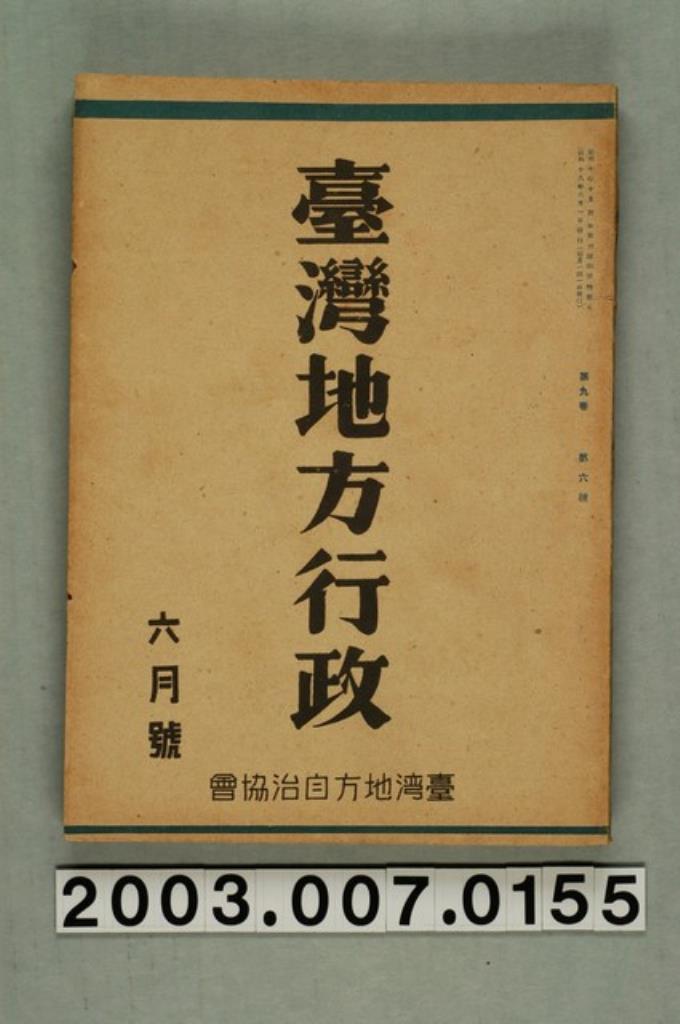 第九卷 第六號
臺灣地方行政
六月號
會協治自方地湾臺
2003.007.0155